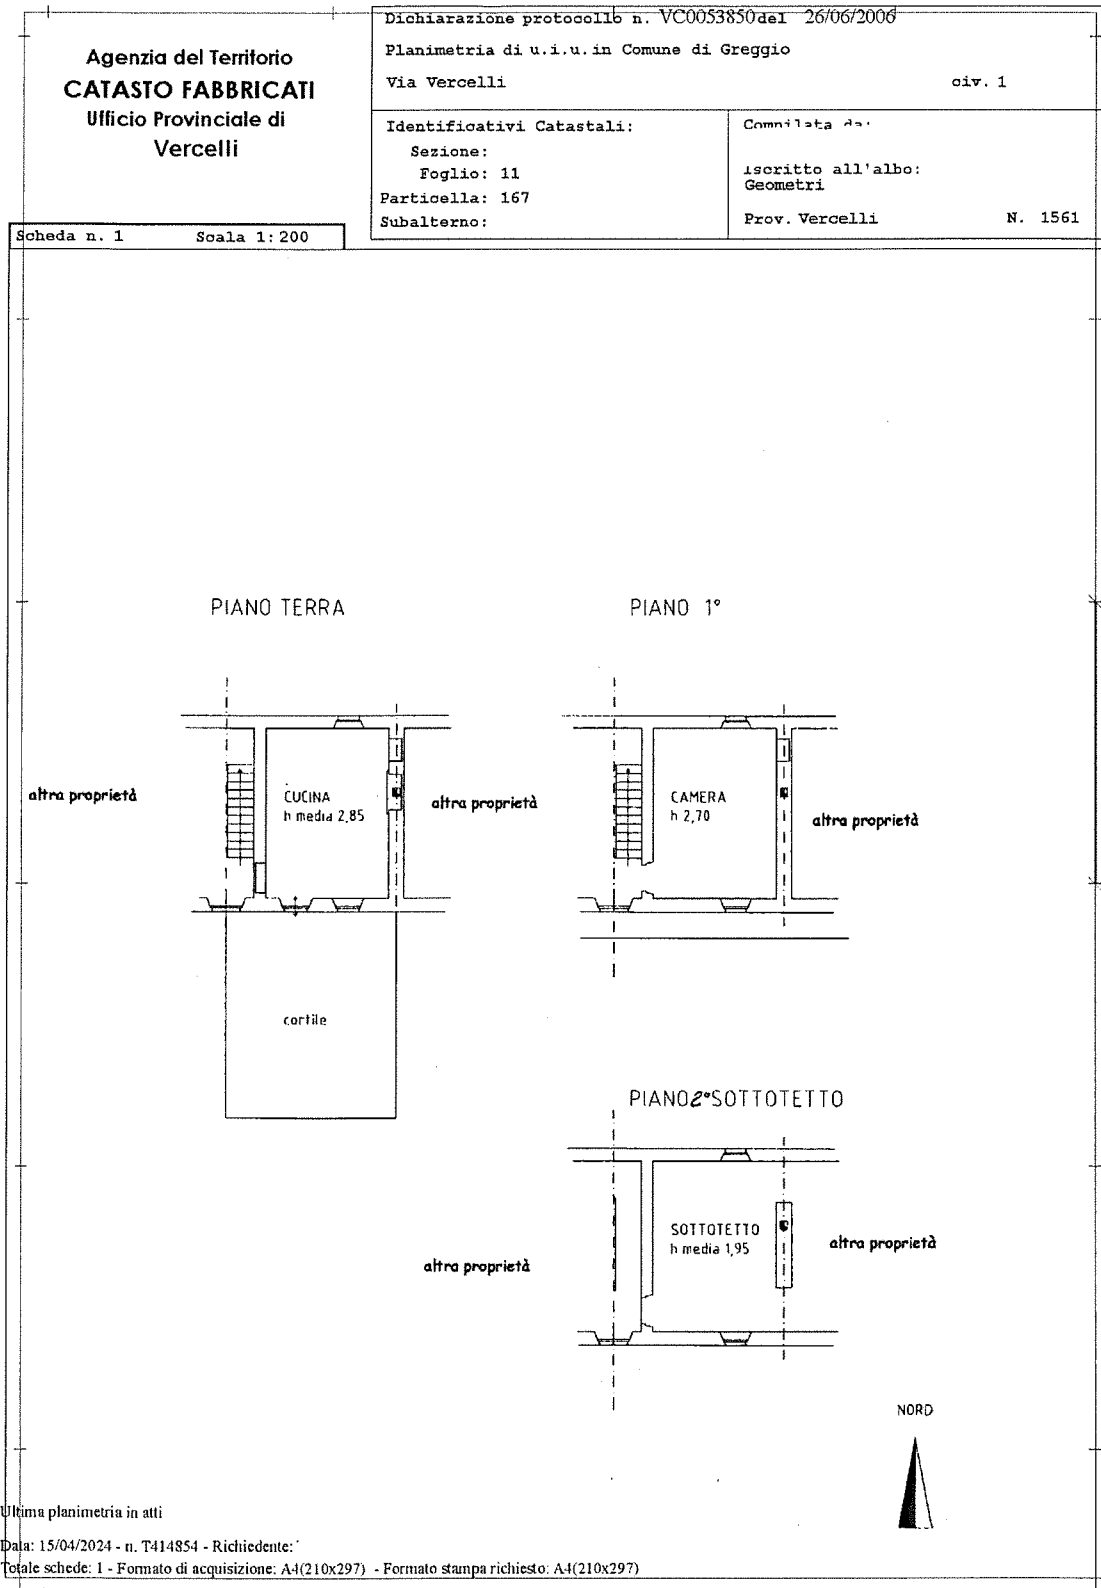 Agenzia del Territorio
CATASTO FABBRICATI
Ufficio Provinciale di
Vercelli
Dichiarazione protocollo n. VC0053850 del 26/06/2006
Planimetria di u.i.u. in Comune di Greggio
Via Vercelli civ. 1
Identificativi Catastali:
Sezione:
Foglio: 11
Particella: 167
Subalterno:
Compilata da:
Iscritto all'albo:
Geometri
Prov. Vercelli N. 1561
Scheda n. 1 Scala 1:200
PIANO TERRA
PIANO 1°
altra proprietà
CUCINA
h media 2,85
altra proprietà
CAMERA
h 2,70
altra proprietà
cortile
PIANO 2° SOTTOTETTO
altra proprietà
SOTTOTETTO
h media 1,95
altra proprietà
NORD
Ultima planimetria in atti
Data: 15/04/2024 - n. T414854 - Richiedente:
Totale schede: 1 - Formato di acquisizione: A4(210x297) - Formato stampa richiesto: A4(210x297)